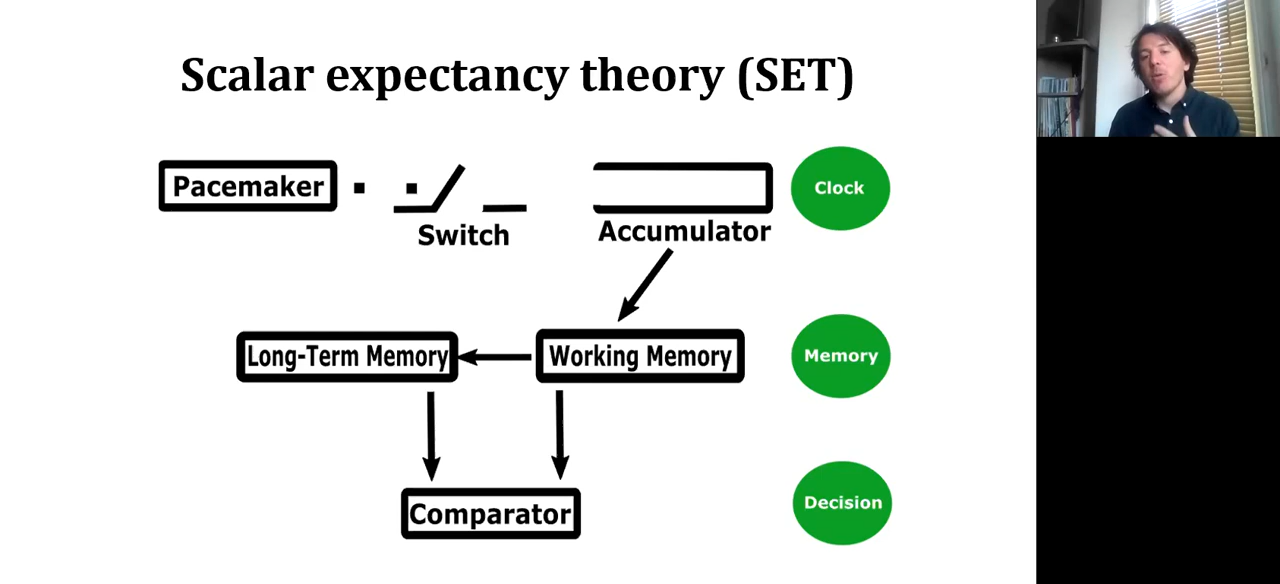 Scalar expectancy theory (SET)
Pacemaker
Clock
Switch
Accumulator
Long-Term Memory
Working Memory
Memory
Comparator
Decision